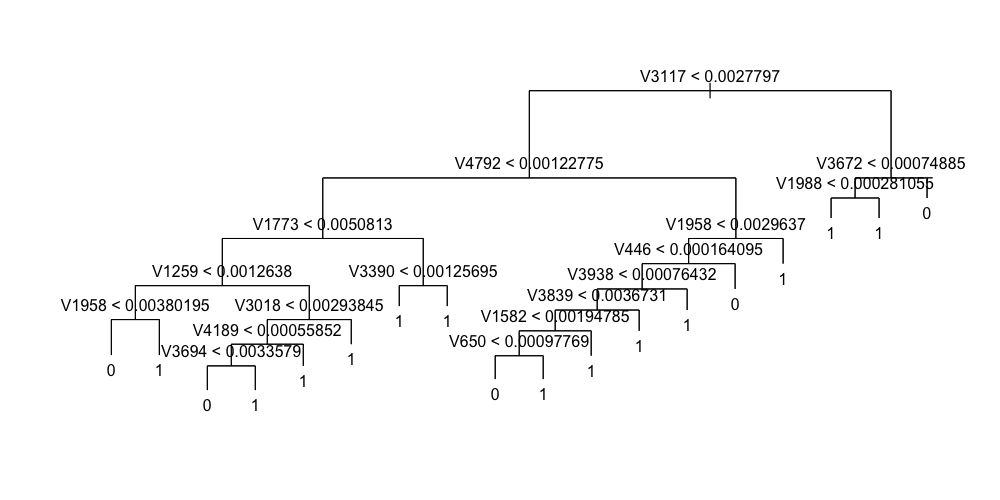 V3117 < 0.0027797
V4792 < 0.00122775
V3672 < 0.00074885
V1988 < 0.000281055
0
1 1
V1773 < 0.0050813
V1958 < 0.0029637
V446 < 0.000164095
1
V1259 < 0.0012638
V3390 < 0.00125695
V3938 < 0.00076432
0
V1958 < 0.00380195
V3018 < 0.00293845
V3839 < 0.0036731
1 1
V1582 < 0.00194785
1
V4189 < 0.00055852
V650 < 0.00097769
1
V3694 < 0.0033579
1
0 1
1
1
0 1
0 1